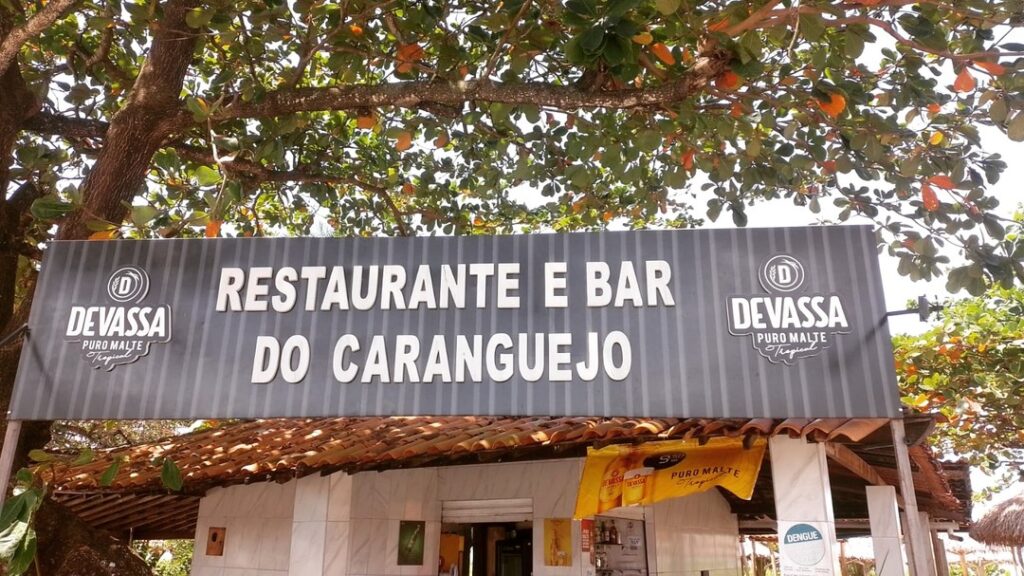 RESTAURANTE E BAR
DO CARANGUEJO
D
DEVASSA
PURO MALTE
Tropical
D
DEVASSA
PURO MALTE
Tropical
PURO MALTE
DENGUE